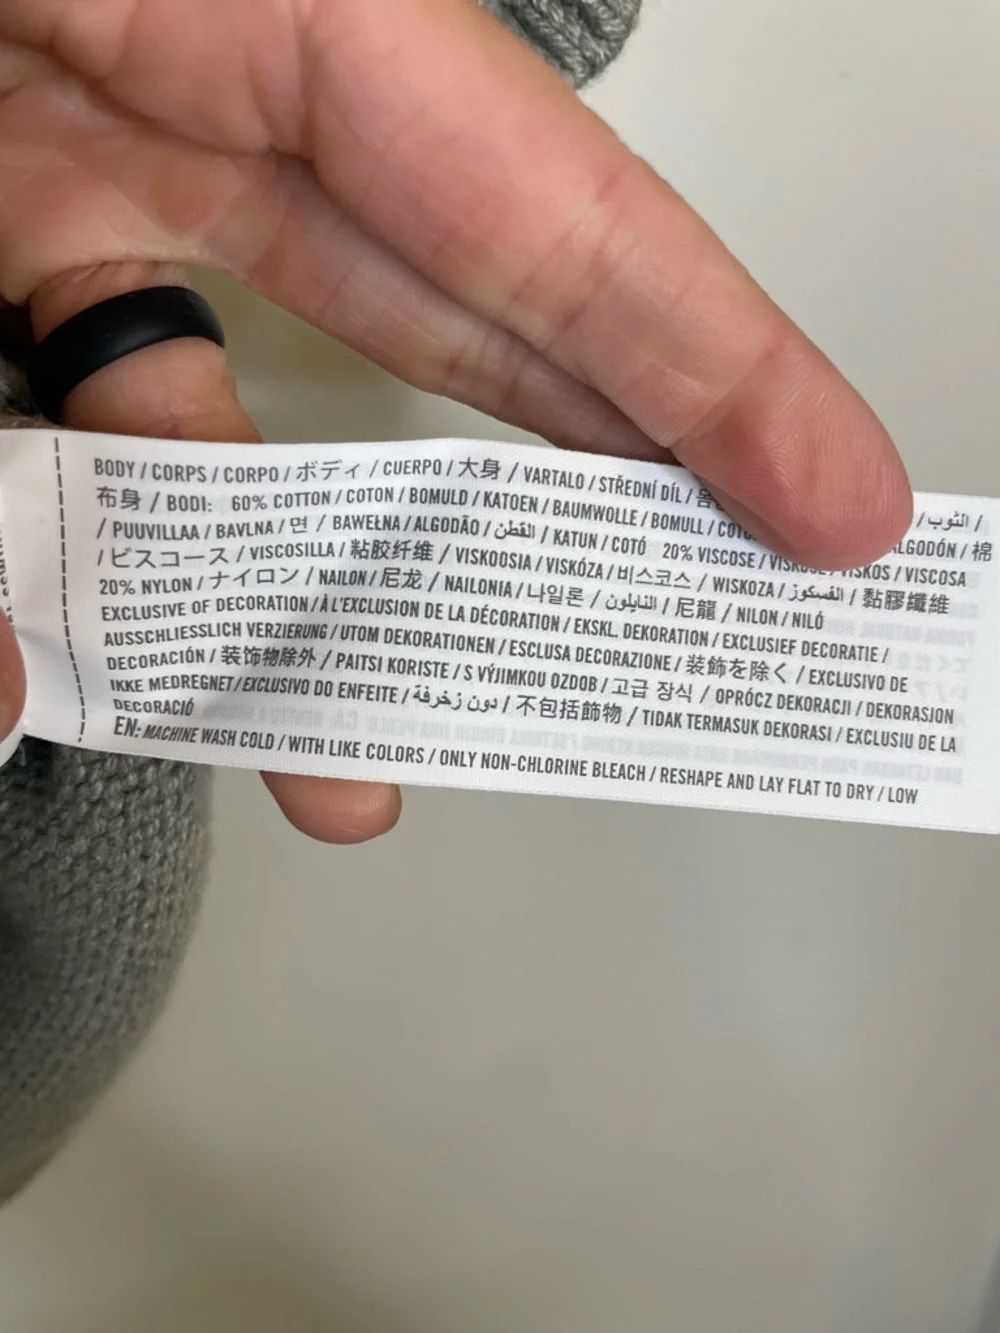 BODY / CORPS / CORPO / ボディ / CUERPO / 大身 / VARTALO / STŘEDNÍ DÍL / / الثوب /
布身 / BODI: 60% COTTON / COTON / BOMULD / KATOEN / BAUMWOLLE / BOMULL / ALGODÓN / 棉
/ PUUVILLAA / BAVLNA / 면 / BAWEŁNA / ALGODÃO / القطن / KATUN / COTÓ 20% VISCOSE / VISKOS / VISCOSA
/ ビスコース / VISCOSILLA / 粘胶纤维 / VISKOOSIA / VISKÓZA / 비스코스 / WISKOZA / الفسكوز / 黏膠纖維
20% NYLON / ナイロン / NAILON / 尼龙 / NAILONIA / 나일론 / النايلون / 尼龍 / NILON / NILÓ
EXCLUSIVE OF DECORATION / À L'EXCLUSION DE LA DÉCORATION / EKSKL. DEKORATION / EXCLUSIEF DECORATIE /
AUSSCHLIESSLICH VERZIERUNG / UTOM DEKORATIONEN / ESCLUSA DECORAZIONE / 装飾を除く / EXCLUSIVO DE
DECORACIÓN / 装饰物除外 / PAITSI KORISTE / S VÝJIMKOU OZDOB / 고급 장식 / OPRÓCZ DEKORACJI / DEKORASJON
IKKE MEDREGNET / EXCLUSIVO DO ENFEITE / دون زخرفة / 不包括飾物 / TIDAK TERMASUK DEKORASI / EXCLUSIU DE LA
DECORACIÓ
EN: MACHINE WASH COLD / WITH LIKE COLORS / ONLY NON-CHLORINE BLEACH / RESHAPE AND LAY FLAT TO DRY / LOW